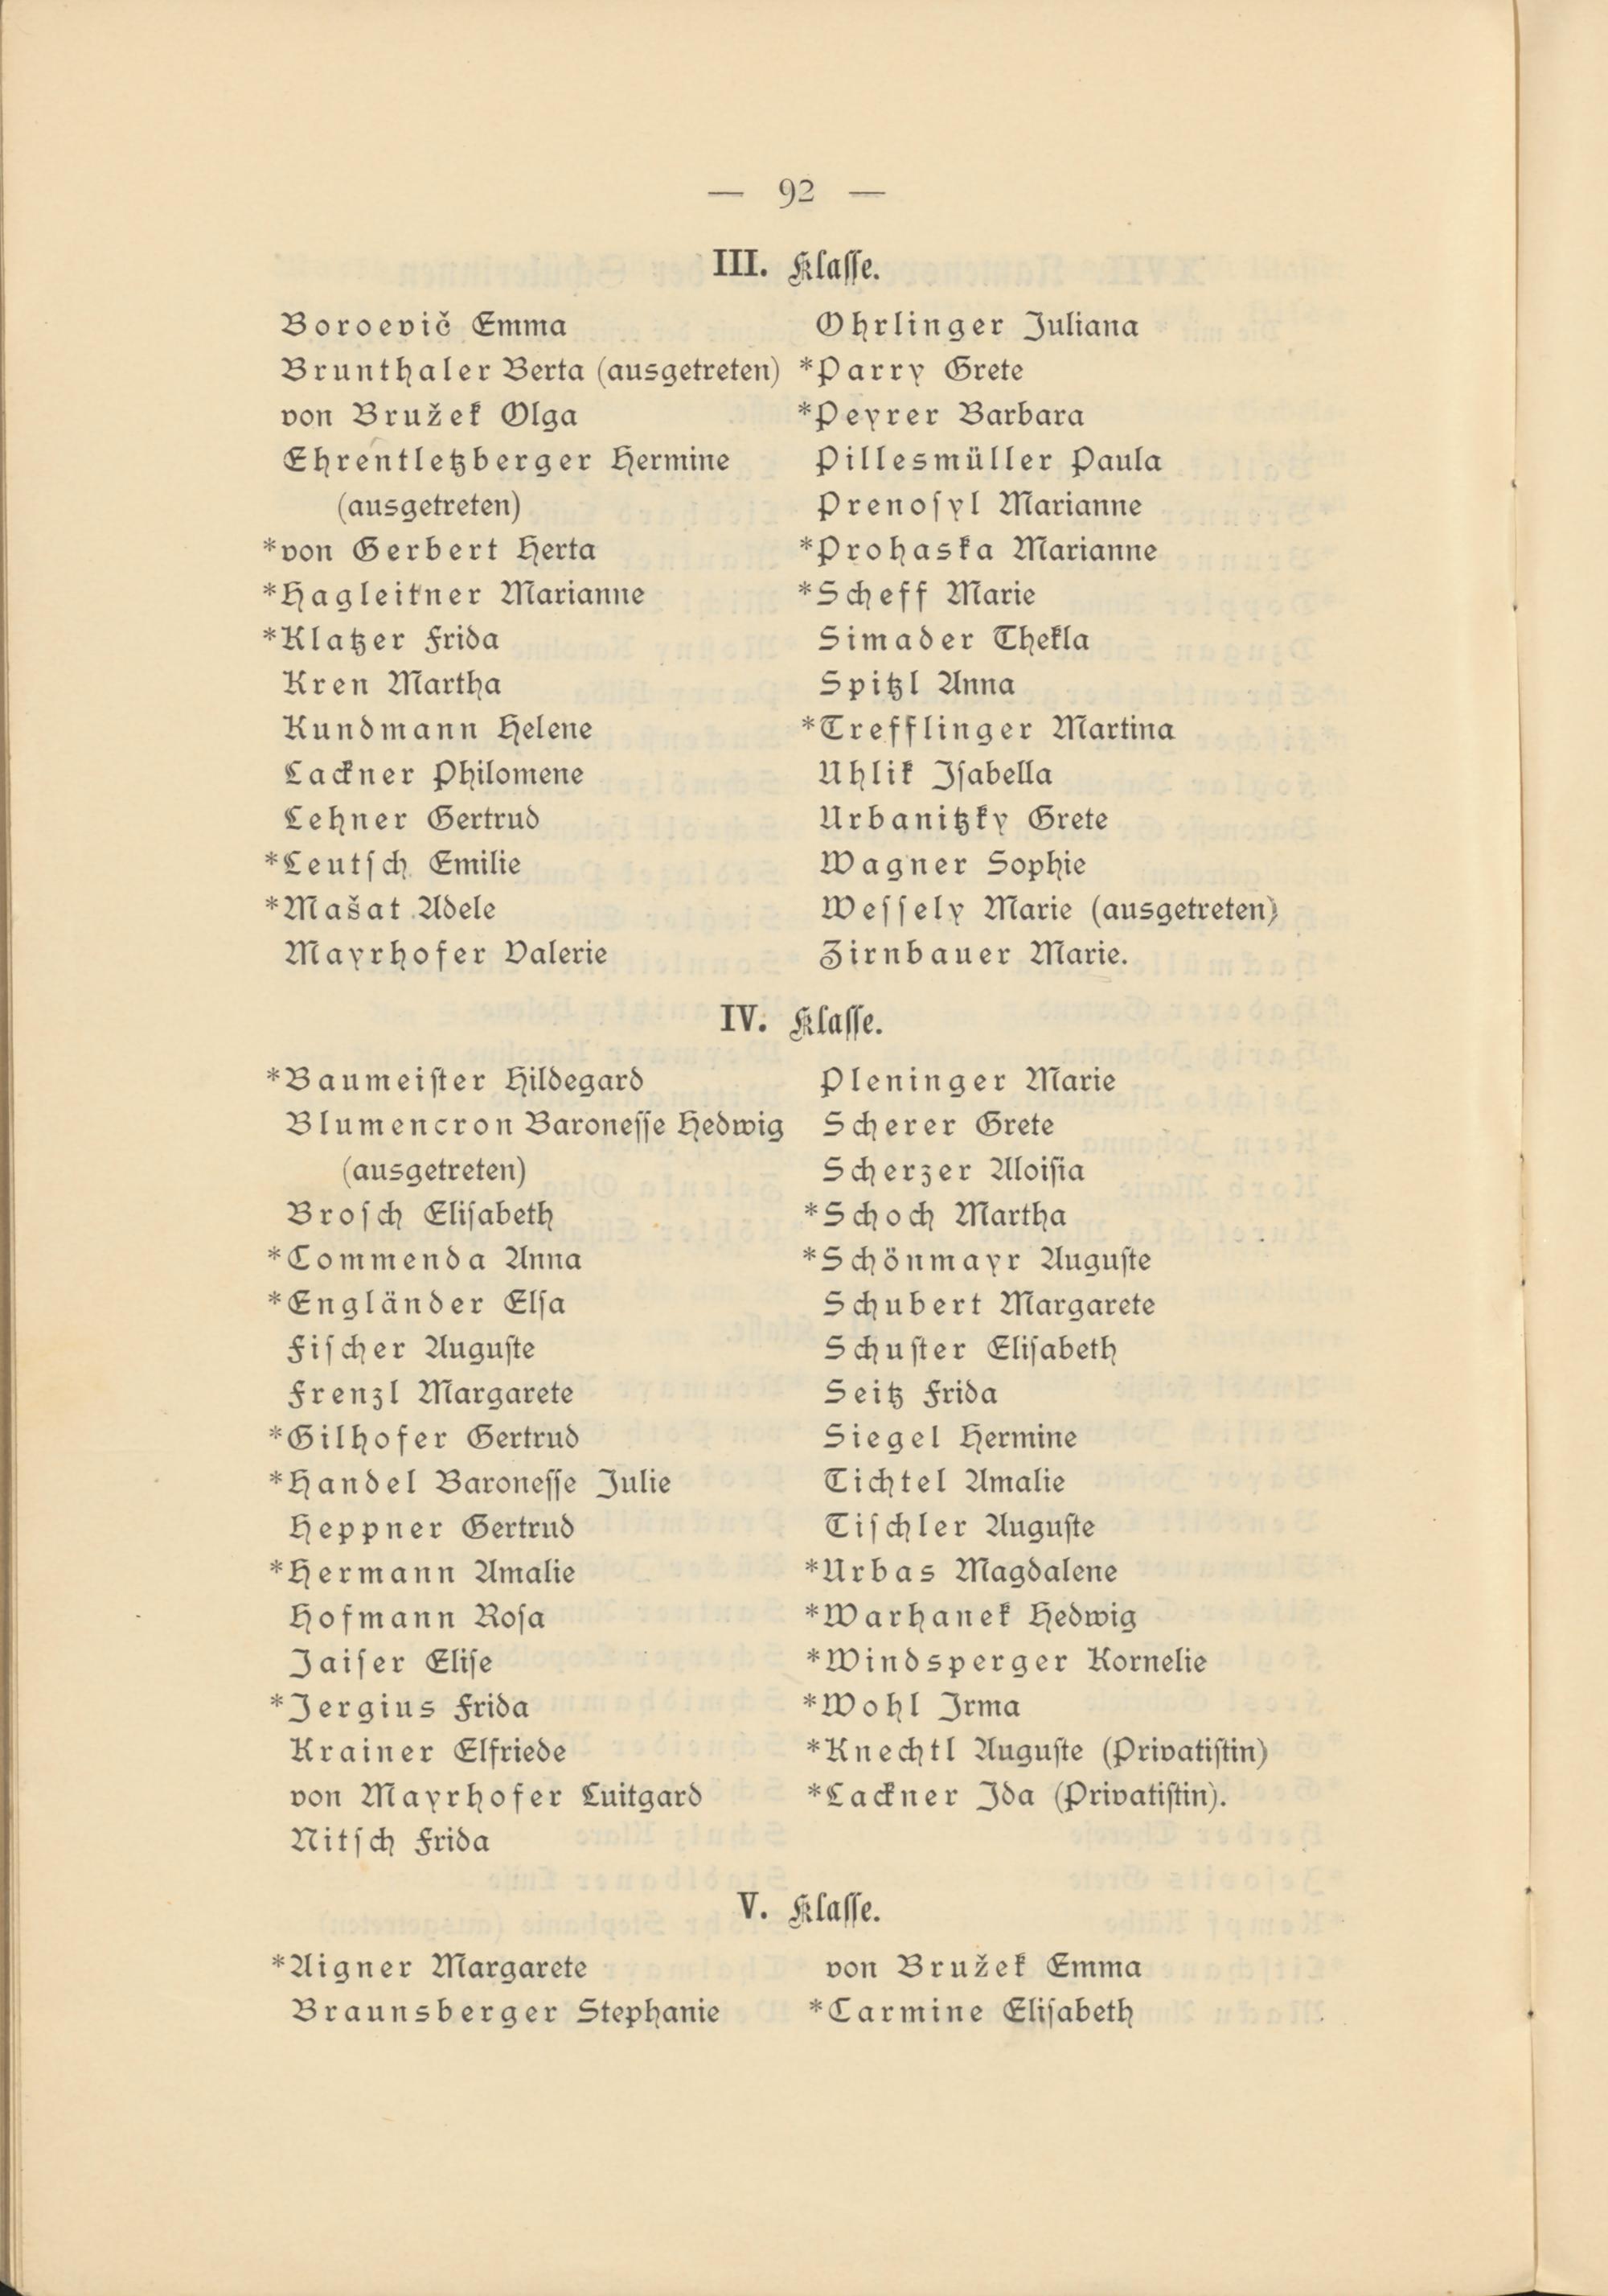 — 92 —
III. Klasse.
Boroevič Emma
Brunthaler Berta (ausgetreten)
von Bružek Olga
Ehrentletzberger Hermine
(ausgetreten)
*von Gerbert Herta
*Hagleitner Marianne
*Klatzer Frida
Kren Martha
Kundmann Helene
Lackner Philomene
Lehner Gertrud
*Leutsch Emilie
*Mašat Adele
Mayrhofer Valerie
Ohrlinger Juliana
*Parry Grete
*Peyrer Barbara
Pillesmüller Paula
Prenosyl Marianne
*Prohaska Marianne
*Scheff Marie
Simader Thekla
Spitzl Anna
*Trefflinger Martina
Uhlik Isabella
Urbanitzky Grete
Wagner Sophie
Wessely Marie (ausgetreten)
Zirnbauer Marie.
IV. Klasse.
*Baumeister Hildegard
Blumencron Baronesse Hedwig
(ausgetreten)
Brosch Elisabeth
*Commenda Anna
*Engländer Elsa
Fischer Auguste
Frenzl Margarete
*Gilhofer Gertrud
*Handel Baronesse Julie
Heppner Gertrud
*Hermann Amalie
Hofmann Rosa
Jaiser Elise
*Jergius Frida
Krainer Elfriede
von Mayrhofer Luitgard
Nitsch Frida
Pleninger Marie
Scherer Grete
Scherzer Aloisia
*Schoch Martha
*Schönmayr Auguste
Schubert Margarete
Schuster Elisabeth
Seitz Frida
Siegel Hermine
Tichtel Amalie
Tischler Auguste
*Urbas Magdalene
*Warhanek Hedwig
*Windsperger Kornelie
*Wohl Irma
*Knechtl Auguste (Privatistin)
*Lackner Ida (Privatistin).
V. Klasse.
*Aigner Margarete
Braunsberger Stephanie
von Bružek Emma
*Carmine Elisabeth